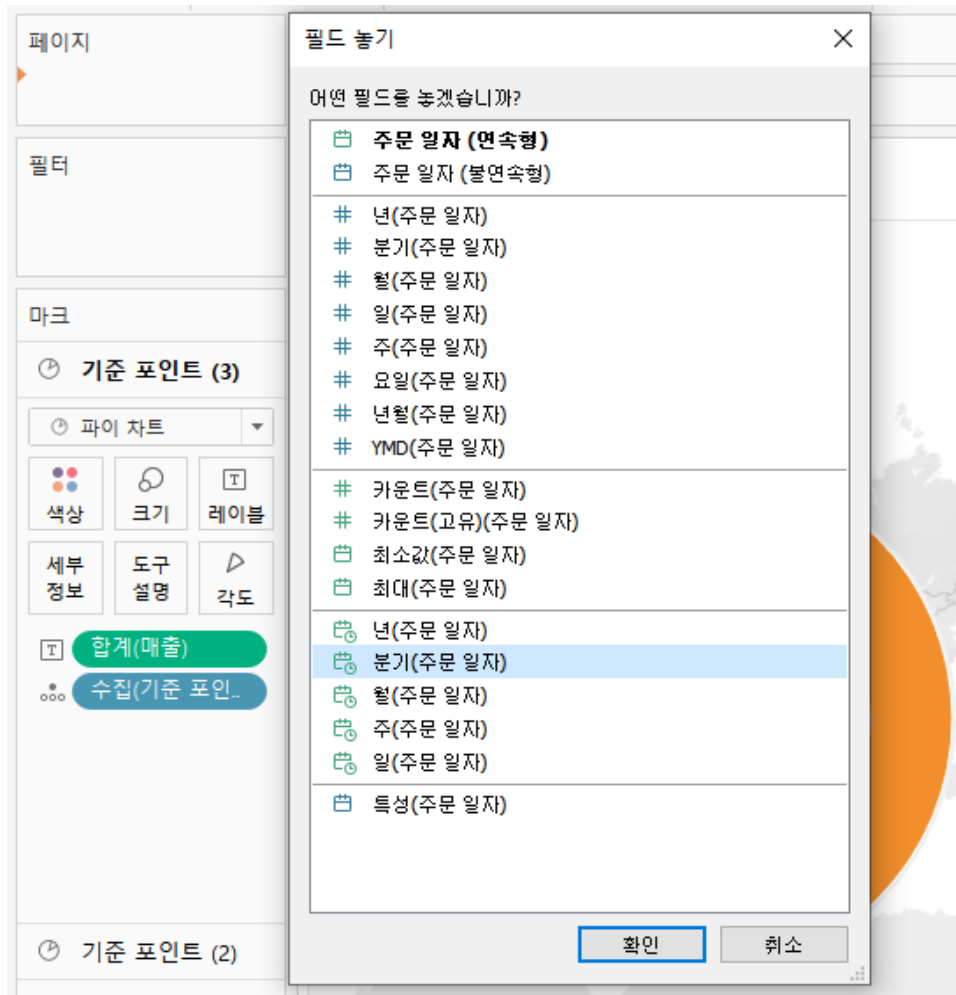 페이지
필터
마크
기준 포인트 (3)
파이 차트
색상
크기
T
레이블
세부
정보
도구
설명
각도
T
합계(매출)
수집(기준 포인..
기준 포인트 (2)
필드 놓기
어떤 필드를 놓겠습니까?
주문 일자 (연속형)
주문 일자 (불연속형)
년(주문 일자)
분기(주문 일자)
월(주문 일자)
일(주문 일자)
주(주문 일자)
요일(주문 일자)
년월(주문 일자)
YMD(주문 일자)
카운트(주문 일자)
카운트(고유)(주문 일자)
최소값(주문 일자)
최대(주문 일자)
년(주문 일자)
분기(주문 일자)
월(주문 일자)
주(주문 일자)
일(주문 일자)
특성(주문 일자)
확인
취소